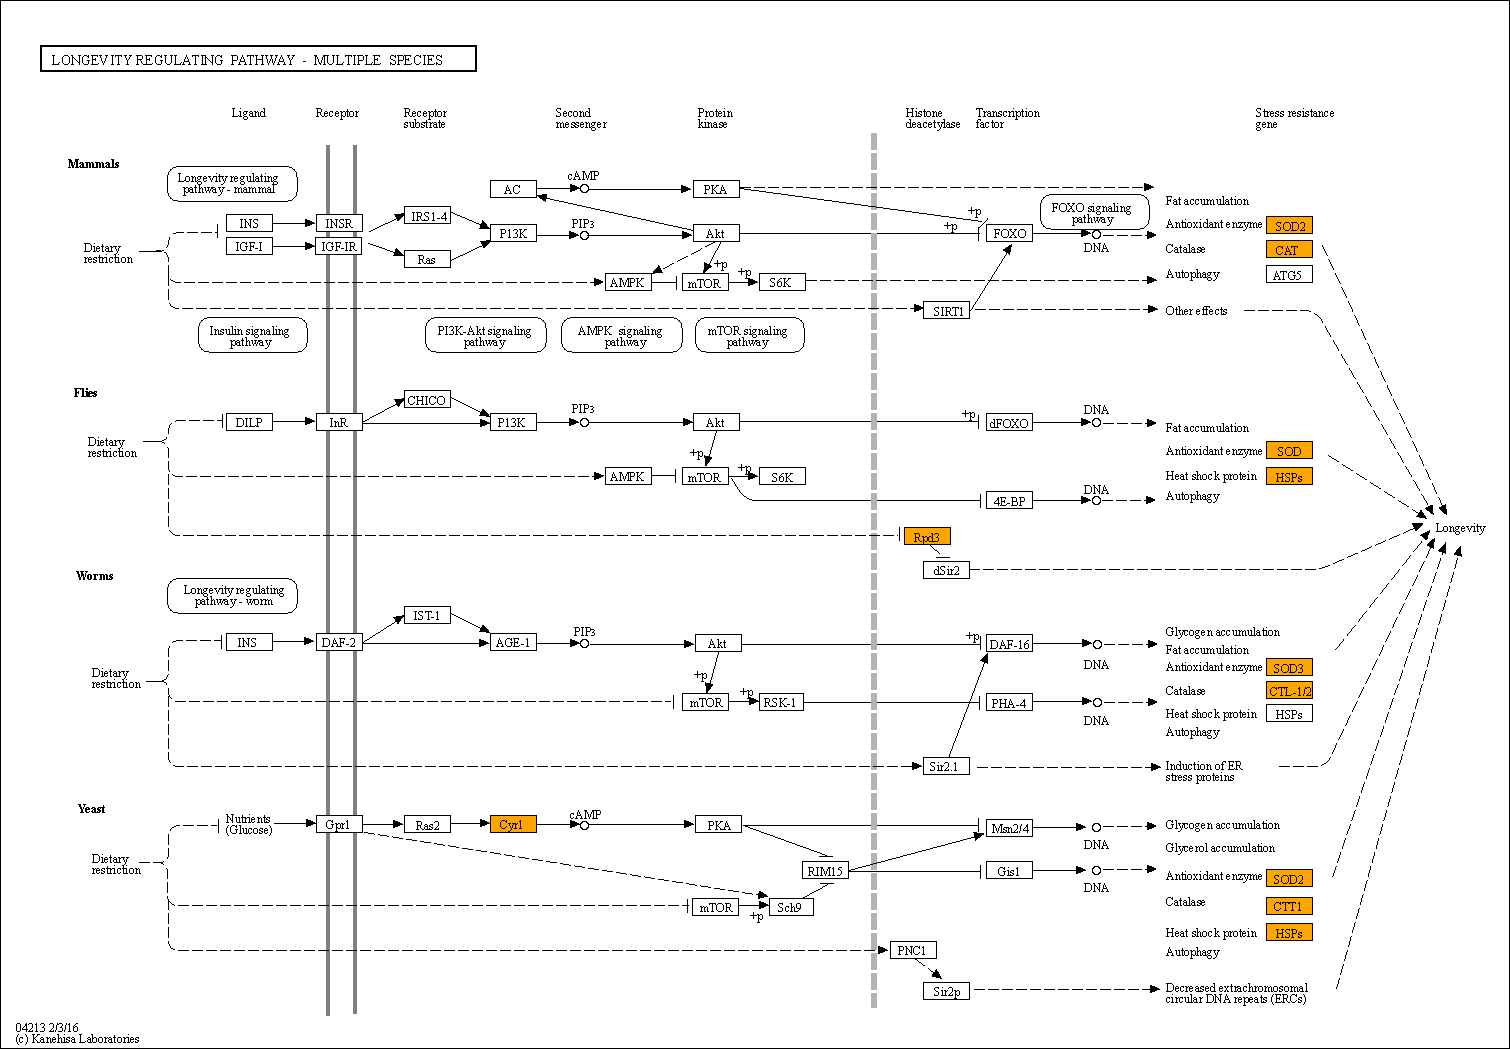 LONGEVITY REGULATING PATHWAY - MULTIPLE SPECIES
Ligand
Receptor
Receptor
substrate
Second
messenger
Protein
kinase
Histone
deacetylase
Transcription
factor
Stress resistance
gene
Mammals
Longevity regulating
pathway - mammal
AC
cAMP
PKA
FOXO signaling
pathway
Fat accumulation
INS
INSR
IRS1-4
P13K
PIP3
Akt
+p
+p
FOXO
DNA
Antioxidant enzyme
SOD2
Dietary
restriction
IGF-I
IGF-IR
Ras
Catalase
CAT
AMPK
+p
mTOR
+p
S6K
Autophagy
ATG5
SIRT1
Other effects
Insulin signaling
pathway
PI3K-Akt signaling
pathway
AMPK signaling
pathway
mTOR signaling
pathway
Flies
DILP
InR
CHICO
P13K
PIP3
Akt
+p
dFOXO
DNA
Fat accumulation
Dietary
restriction
Antioxidant enzyme
SOD
AMPK
+p
mTOR
+p
S6K
Heat shock protein
HSPs
4E-BP
DNA
Autophagy
Rpd3
dSir2
Longevity
Worms
Longevity regulating
pathway - worm
INS
DAF-2
IST-1
AGE-1
PIP3
Akt
+p
DAF-16
DNA
Glycogen accumulation
Fat accumulation
Antioxidant enzyme
SOD3
Dietary
restriction
+p
mTOR
+p
RSK-1
PHA-4
DNA
Catalase
CTL-1/2
Heat shock protein
HSPs
Autophagy
Sir2.1
Induction of ER
stress proteins
Yeast
Nutrients
(Glucose)
Gpr1
Ras2
Cyr1
cAMP
PKA
Msn2/4
DNA
Glycogen accumulation
Glycerol accumulation
Dietary
restriction
RIM15
Gis1
DNA
Antioxidant enzyme
SOD2
mTOR
+p
Sch9
Catalase
CTT1
Heat shock protein
HSPs
Autophagy
PNC1
Sir2p
Decreased extrachromosomal
circular DNA repeats (ERCs)
04213 2/3/16
(c) Kanehisa Laboratories